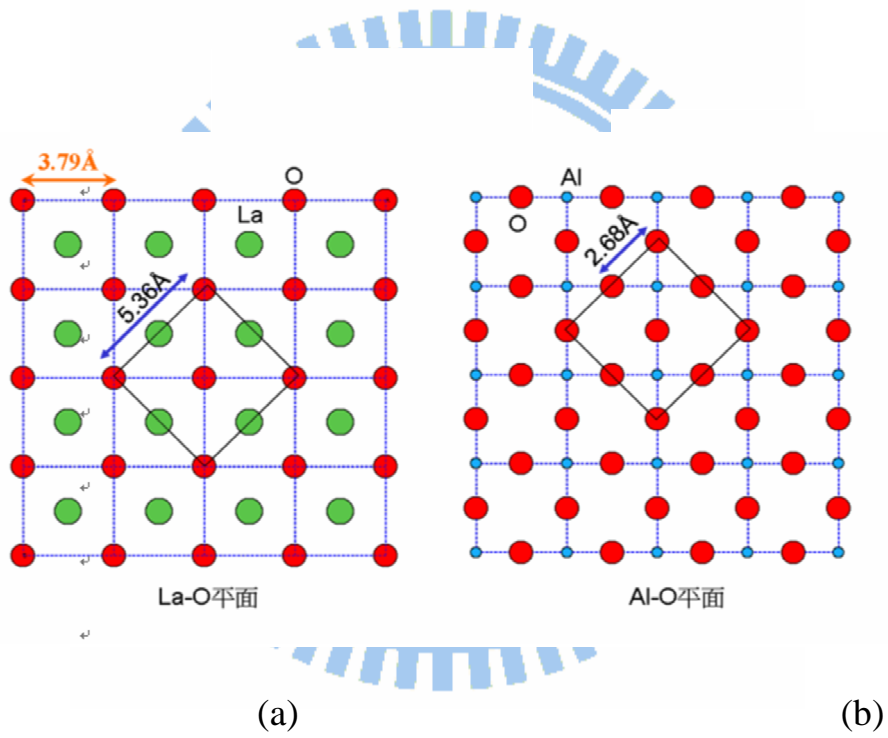 3.79Å
O
La
5.36Å
La-O平面
(a)
Al
O
2.68Å
Al-O平面
(b)